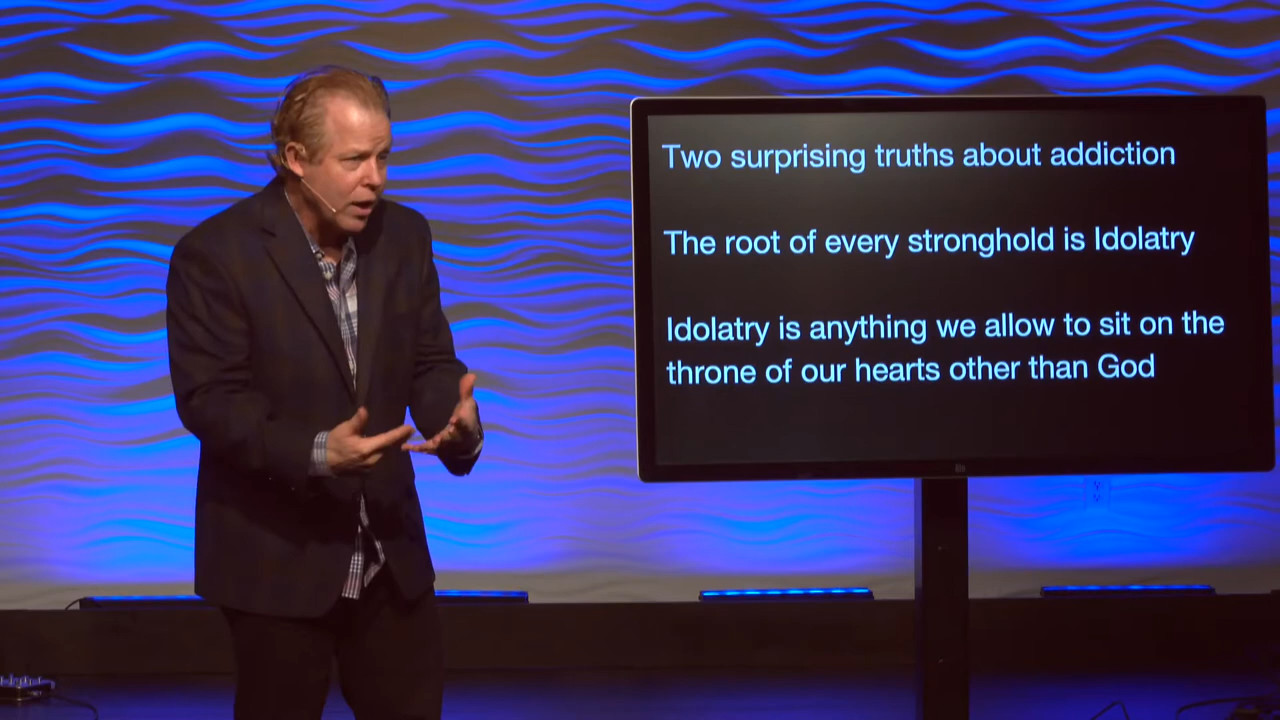 Two surprising truths about addiction
The root of every stronghold is Idolatry
Idolatry is anything we allow to sit on the
throne of our hearts other than God